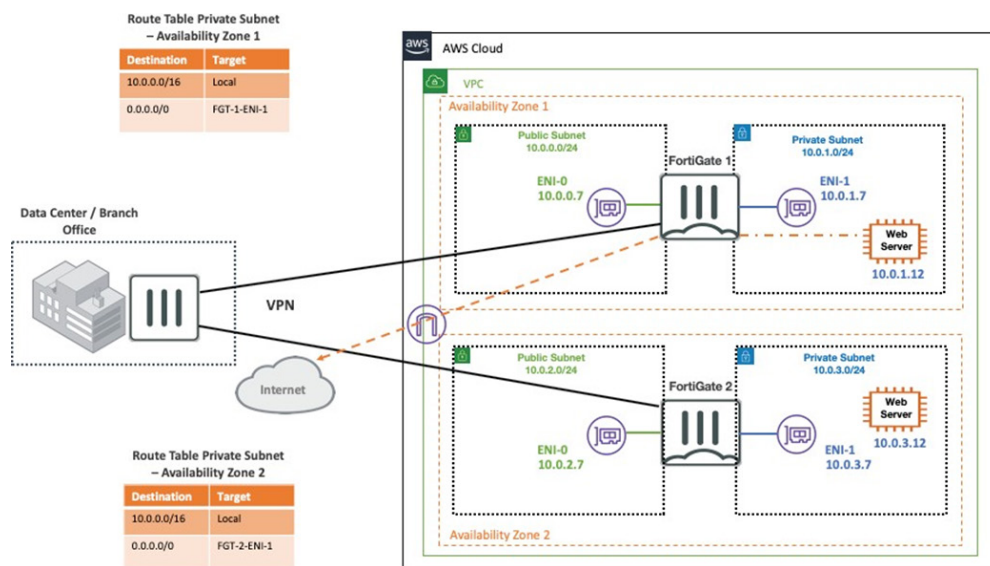 Route Table Private Subnet
– Availability Zone 1
Destination Target
10.0.0.0/16 Local
0.0.0.0/0 FGT-1-ENI-1
aws
AWS Cloud
VPC
Availability Zone 1
Public Subnet
10.0.0.0/24
Private Subnet
10.0.1.0/24
FortiGate 1
ENI-0
10.0.0.7
ENI-1
10.0.1.7
Web
Server
10.0.1.12
Data Center / Branch
Office
VPN
Internet
Public Subnet
10.0.2.0/24
Private Subnet
10.0.3.0/24
FortiGate 2
ENI-0
10.0.2.7
ENI-1
10.0.3.7
Web
Server
10.0.3.12
Availability Zone 2
Route Table Private Subnet
– Availability Zone 2
Destination Target
10.0.0.0/16 Local
0.0.0.0/0 FGT-2-ENI-1